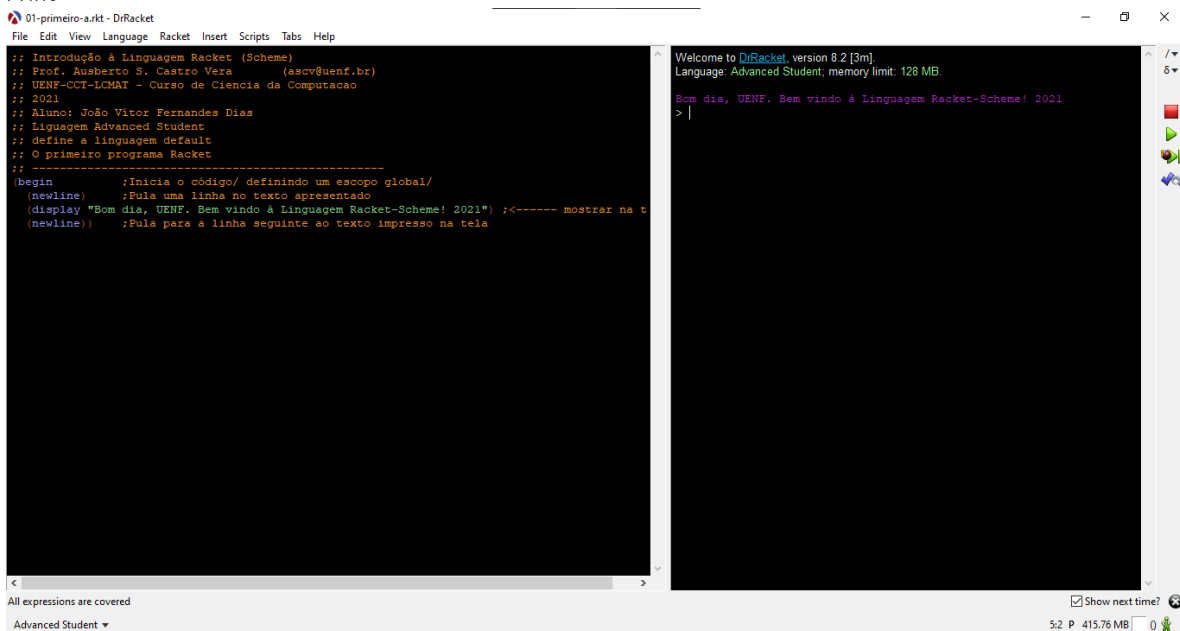 01-primeiro-a.rkt - DrRacket
File Edit View Language Racket Insert Scripts Tabs Help
;; Introdução à Linguagem Racket (Scheme)
;; Prof. Ausberto S. Castro Vera (ascv@uenf.br)
;; UENF-CCT-LCMAT - Curso de Ciencia da Computacao
;; 2021
;; Aluno: João Vítor Fernandes Dias
;; Liguagem Advanced Student
;; define a linguagem default
;; O primeiro programa Racket
;; ---------------------------------------------------
(begin ;Inicia o código/ definindo um escopo global/
(newline) ;Pula uma linha no texto apresentado
(display "Bom dia, UENF. Bem vindo à Linguagem Racket-Scheme! 2021") ;<------ mostrar na t
(newline)) ;Pula para a linha seguinte ao texto impresso na tela
Welcome to DrRacket, version 8.2 [3m].
Language: Advanced Student; memory limit: 128 MB.
Bom dia, UENF. Bem vindo à Linguagem Racket-Scheme! 2021
>
All expressions are covered
Show next time?
Advanced Student
5:2 P 415.76 MB ()